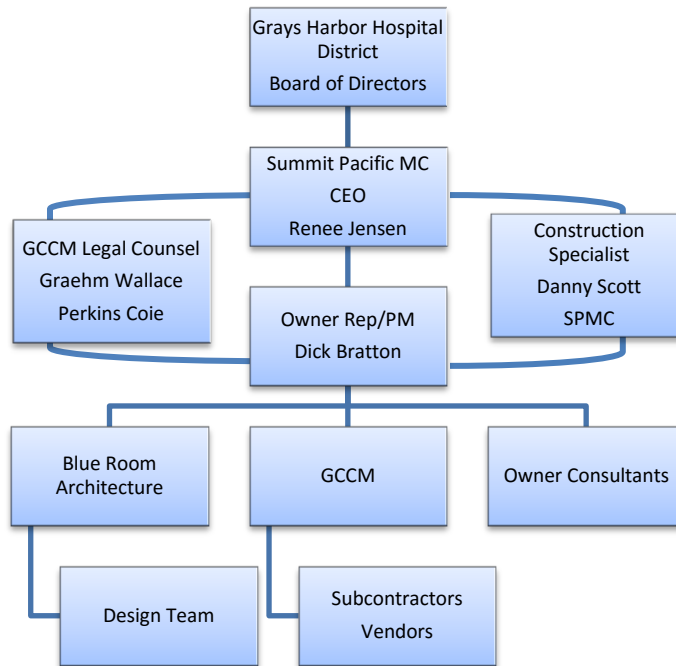 Grays Harbor Hospital
District
Board of Directors
Summit Pacific MC
CEO
Renee Jensen
GCCM Legal Counsel
Graehm Wallace
Perkins Coie
Construction
Specialist
Danny Scott
SPMC
Owner Rep/PM
Dick Bratton
Blue Room
Architecture
GCCM
Owner Consultants
Design Team
Subcontractors
Vendors